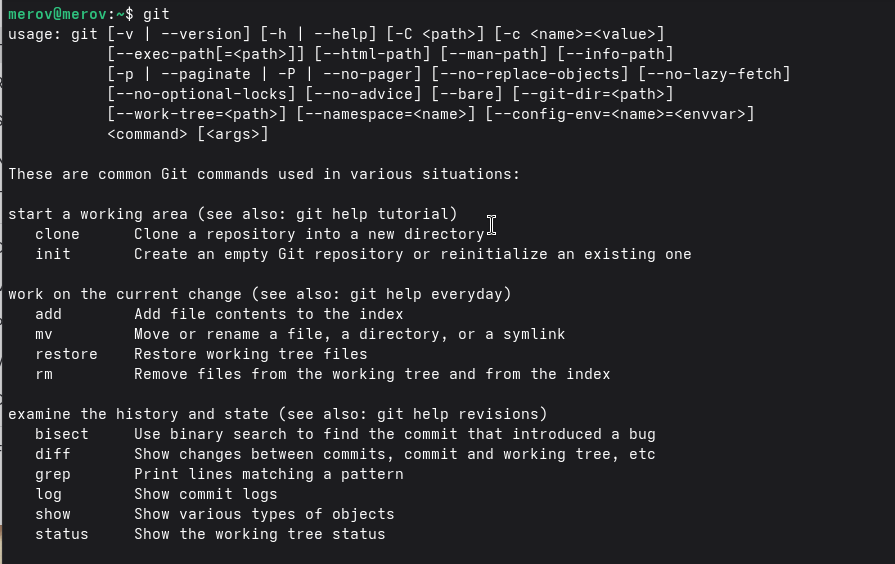 merov@merov:~$ git
usage: git [-v | --version] [-h | --help] [-C <path>] [-c <name>=<value>]
           [--exec-path[=<path>]] [--html-path] [--man-path] [--info-path]
           [-p | --paginate | -P | --no-pager] [--no-replace-objects] [--no-lazy-fetch]
           [--no-optional-locks] [--no-advice] [--bare] [--git-dir=<path>]
           [--work-tree=<path>] [--namespace=<name>] [--config-env=<name>=<envvar>]
           <command> [<args>]

These are common Git commands used in various situations:

start a working area (see also: git help tutorial)
   clone      Clone a repository into a new directory
   init       Create an empty Git repository or reinitialize an existing one

work on the current change (see also: git help everyday)
   add        Add file contents to the index
   mv         Move or rename a file, a directory, or a symlink
   restore    Restore working tree files
   rm         Remove files from the working tree and from the index

examine the history and state (see also: git help revisions)
   bisect     Use binary search to find the commit that introduced a bug
   diff       Show changes between commits, commit and working tree, etc
   grep       Print lines matching a pattern
   log        Show commit logs
   show       Show various types of objects
   status     Show the working tree status